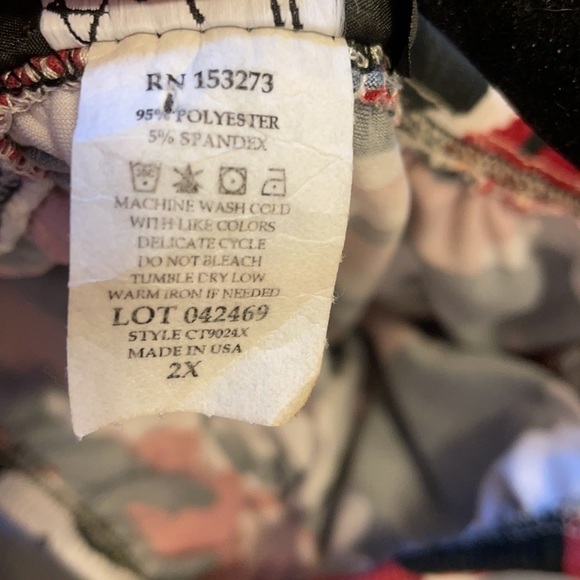 RN 153273
95% POLYESTER
5% SPANDEX
MACHINE WASH COLD
WITH LIKE COLORS
DELICATE CYCLE
DO NOT BLEACH
TUMBLE DRY LOW
WARM IRON IF NEEDED
LOT 042469
STYLE CT9024X
MADE IN USA
2X